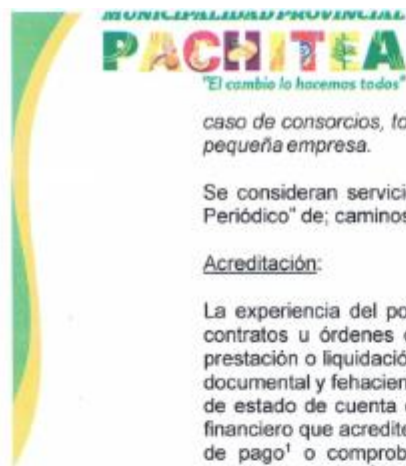 MUNICIPALIDAD PROVINCIAL
PACHITEA
"El cambio lo hacemos todos"
caso de consorcios, to
pequeña empresa.
Se consideran servici
Periódico" de; caminos
Acreditación:
La experiencia del po
contratos u órdenes
prestación o liquidació
documental y fehacien
de estado de cuenta
financiero que acredite
de pago¹ o comprob